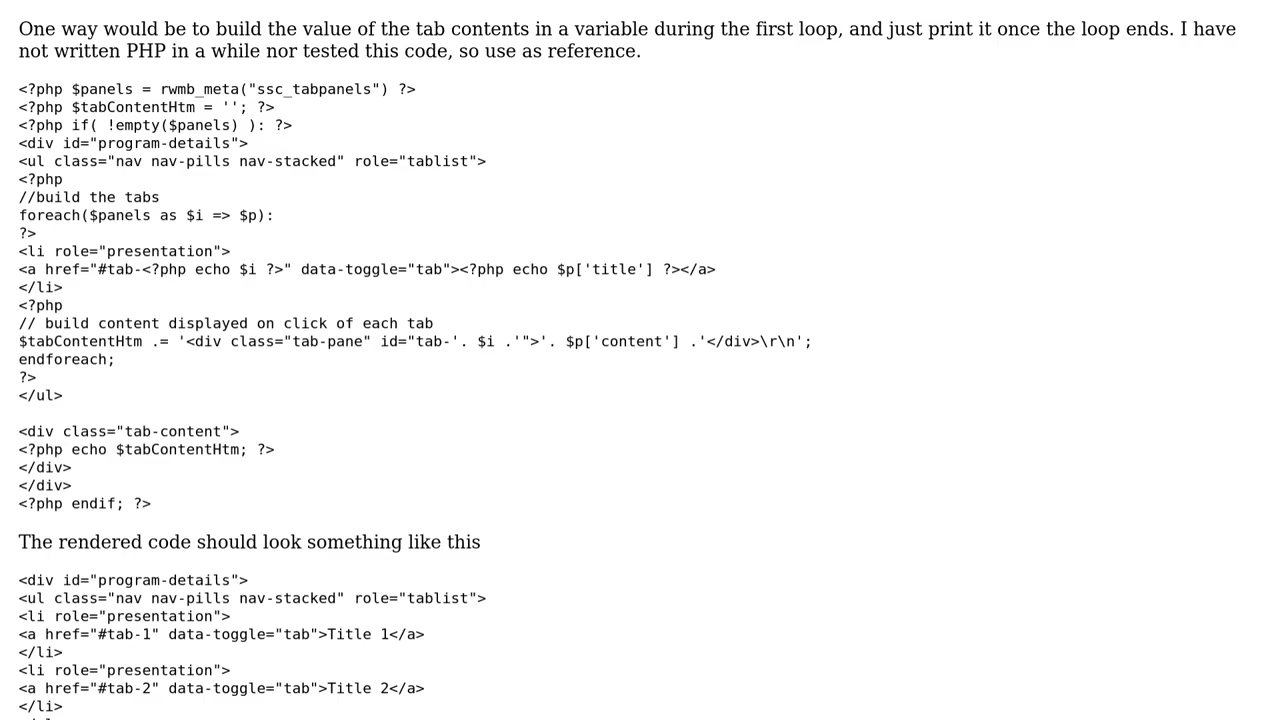 One way would be to build the value of the tab contents in a variable during the first loop, and just print it once the loop ends. I have
not written PHP in a while nor tested this code, so use as reference.
<?php $panels = rwmb_meta("ssc_tabpanels") ?>
<?php $tabContentHtm = ''; ?>
<?php if( !empty($panels) ): ?>
<div id="program-details">
<ul class="nav nav-pills nav-stacked" role="tablist">
<?php
//build the tabs
foreach($panels as $i => $p):
?>
<li role="presentation">
<a href="#tab-<?php echo $i ?>" data-toggle="tab"><?php echo $p['title'] ?></a>
</li>
<?php
// build content displayed on click of each tab
$tabContentHtm .= '<div class="tab-pane" id="tab-'. $i .'">'. $p['content'] .'</div>\r\n';
endforeach;
?>
</ul>
<div class="tab-content">
<?php echo $tabContentHtm; ?>
</div>
</div>
<?php endif; ?>
The rendered code should look something like this
<div id="program-details">
<ul class="nav nav-pills nav-stacked" role="tablist">
<li role="presentation">
<a href="#tab-1" data-toggle="tab">Title 1</a>
</li>
<li role="presentation">
<a href="#tab-2" data-toggle="tab">Title 2</a>
</li>